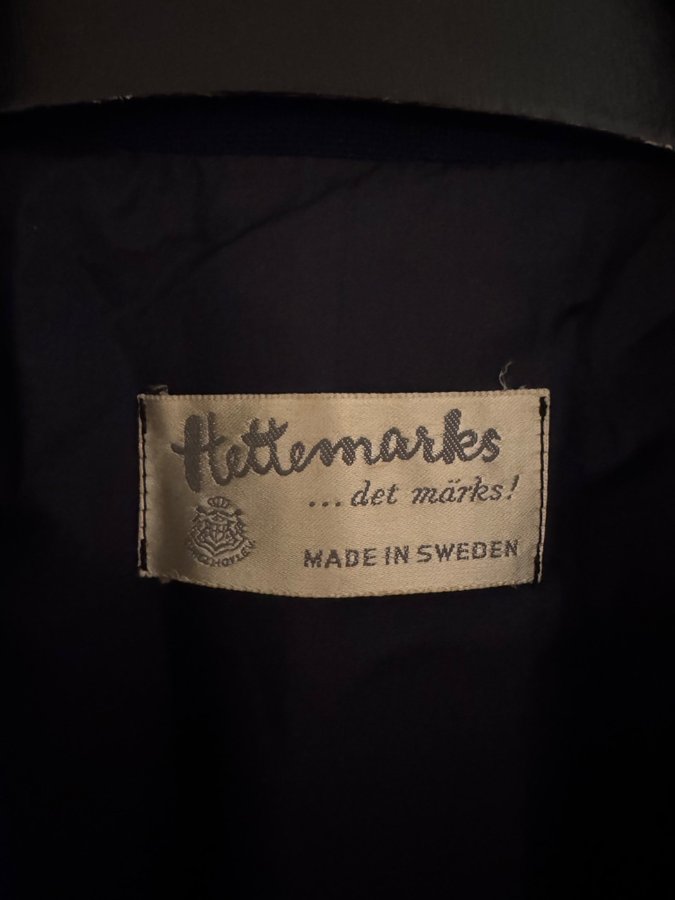 Hettemarks
...det märks!
MADE IN SWEDEN